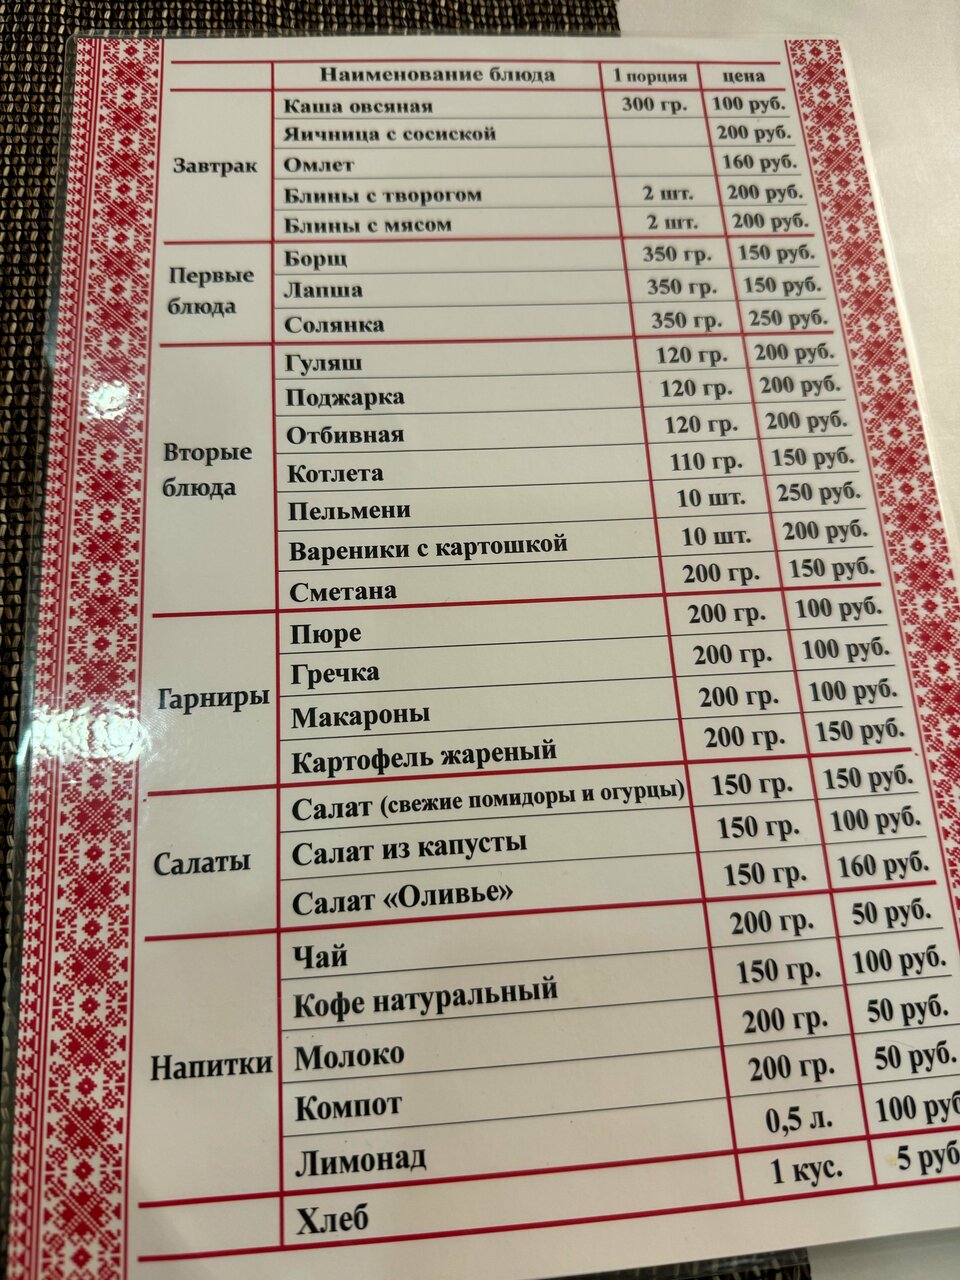 Наименование блюда 1 порция цена
Завтрак
Каша овсяная 300 гр. 100 руб.
Яичница с сосиской 200 руб.
Омлет 160 руб.
Блины с творогом 2 шт. 200 руб.
Блины с мясом 2 шт. 200 руб.
Первые
блюда
Борщ 350 гр. 150 руб.
Лапша 350 гр. 150 руб.
Солянка 350 гр. 250 руб.
Вторые
блюда
Гуляш 120 гр. 200 руб.
Поджарка 120 гр. 200 руб.
Отбивная 120 гр. 200 руб.
Котлета 110 гр. 150 руб.
Пельмени 10 шт. 250 руб.
Вареники с картошкой 10 шт. 200 руб.
Сметана 200 гр. 150 руб.
Гарниры
Пюре 200 гр. 100 руб.
Гречка 200 гр. 100 руб.
Макароны 200 гр. 100 руб.
Картофель жареный 200 гр. 150 руб.
Салаты
Салат (свежие помидоры и огурцы) 150 гр. 150 руб.
Салат из капусты 150 гр. 100 руб.
Салат «Оливье» 150 гр. 160 руб.
Напитки
Чай 200 гр. 50 руб.
Кофе натуральный 150 гр. 100 руб.
Молоко 200 гр. 50 руб.
Компот 200 гр. 50 руб.
Лимонад 0,5 л. 100 руб
Хлеб 1 кус. 5 руб